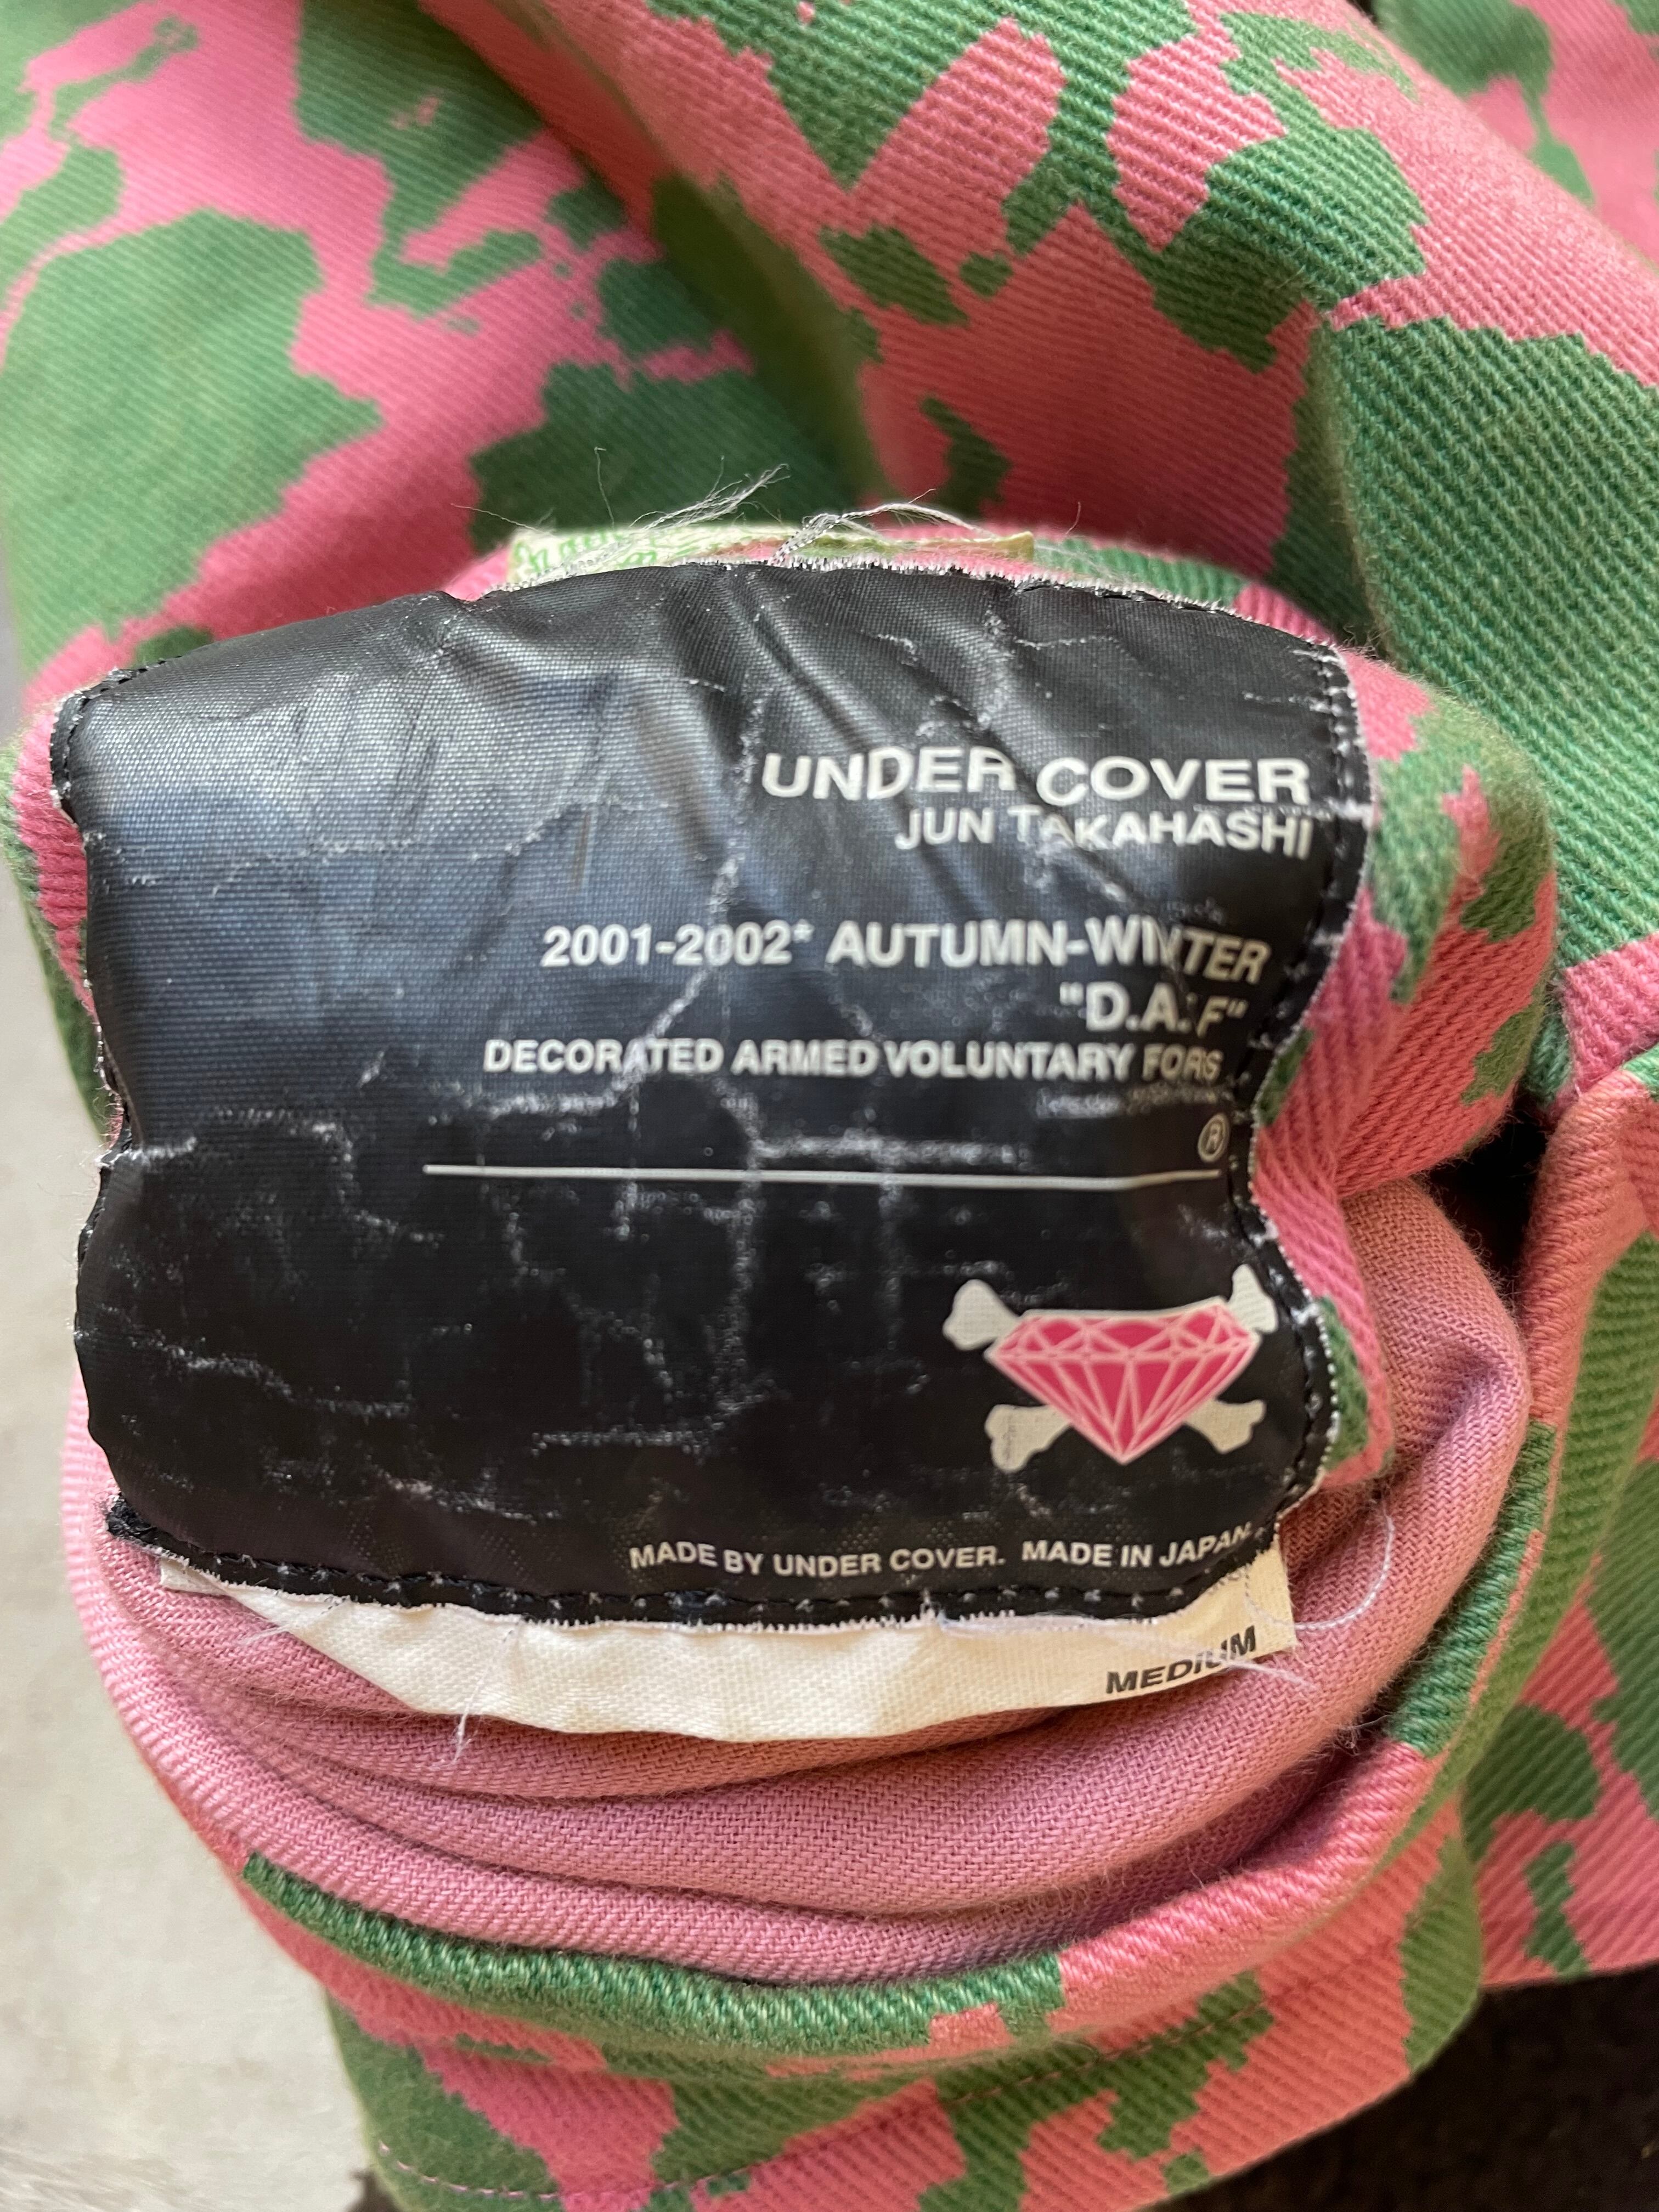 UNDER COVER
JUN TAKAHASHI
2001-2002* AUTUMN-WINTER
"D.A.F"
DECORATED ARMED VOLUNTARY FORS
®
MADE BY UNDER COVER. MADE IN JAPAN.
MEDIUM